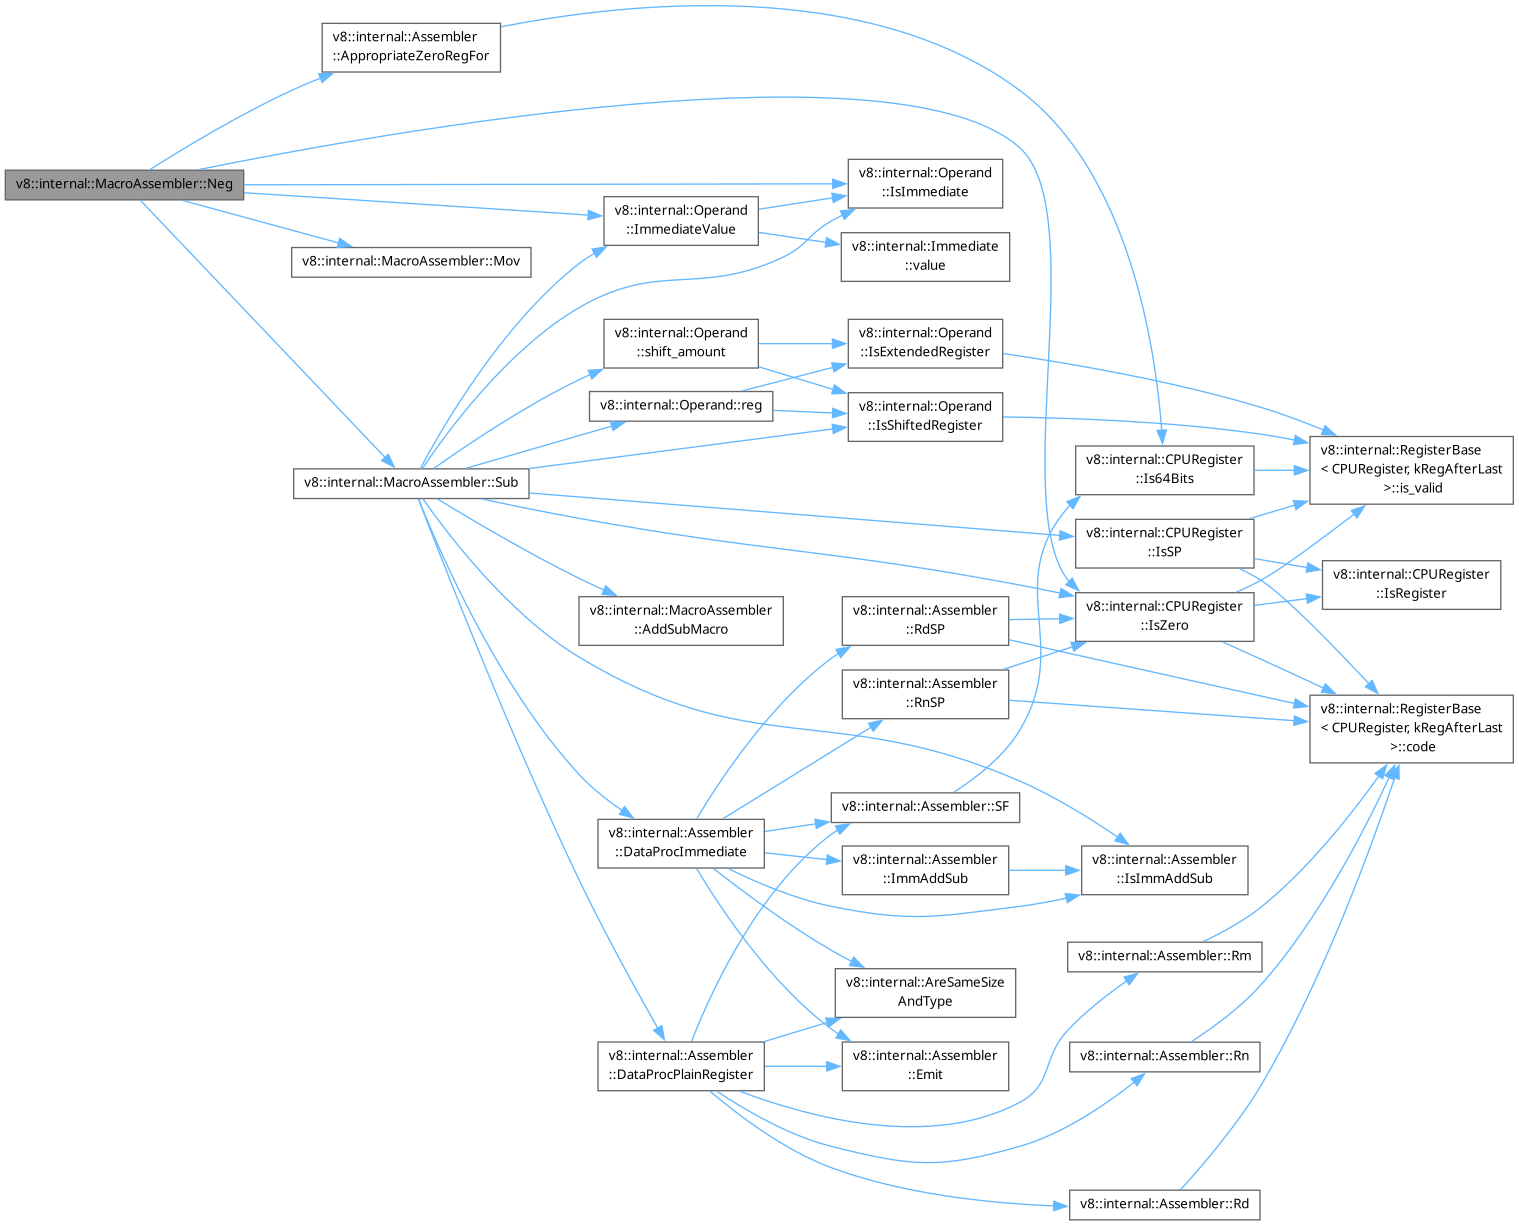 v8::internal::Assembler
::AppropriateZeroRegFor
v8::internal::MacroAssembler::Neg
v8::internal::Operand
::IsImmediate
v8::internal::Operand
::ImmediateValue
v8::internal::MacroAssembler::Mov
v8::internal::Immediate
::value
v8::internal::Operand
::shift_amount
v8::internal::Operand
::IsExtendedRegister
v8::internal::Operand::reg
v8::internal::Operand
::IsShiftedRegister
v8::internal::MacroAssembler::Sub
v8::internal::CPURegister
::Is64Bits
v8::internal::RegisterBase
< CPURegister, kRegAfterLast
>::is_valid
v8::internal::CPURegister
::IsSP
v8::internal::CPURegister
::IsRegister
v8::internal::MacroAssembler
::AddSubMacro
v8::internal::Assembler
::RdSP
v8::internal::CPURegister
::IsZero
v8::internal::Assembler
::RnSP
v8::internal::RegisterBase
< CPURegister, kRegAfterLast
>::code
v8::internal::Assembler::SF
v8::internal::Assembler
::DataProcImmediate
v8::internal::Assembler
::ImmAddSub
v8::internal::Assembler
::IsImmAddSub
v8::internal::Assembler::Rm
v8::internal::AreSameSize
AndType
v8::internal::Assembler
::DataProcPlainRegister
v8::internal::Assembler
::Emit
v8::internal::Assembler::Rn
v8::internal::Assembler::Rd